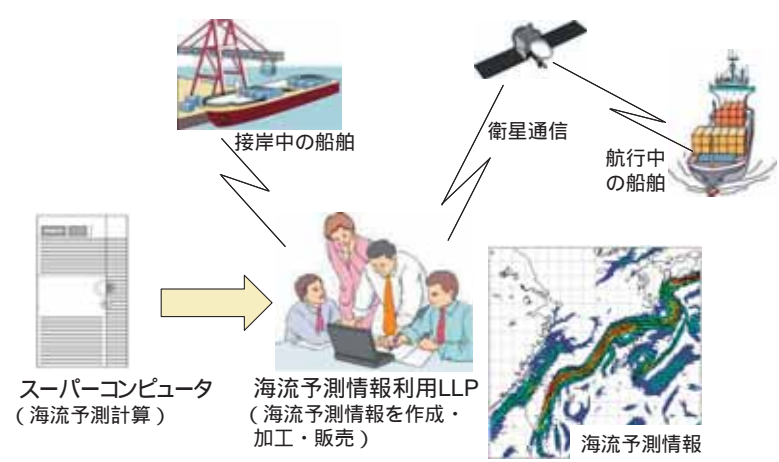 接岸中の船舶
衛星通信
航行中
の船舶
スーパーコンピュータ
(海流予測計算)
海流予測情報利用LLP
(海流予測情報を作成・
加工・販売)
海流予測情報